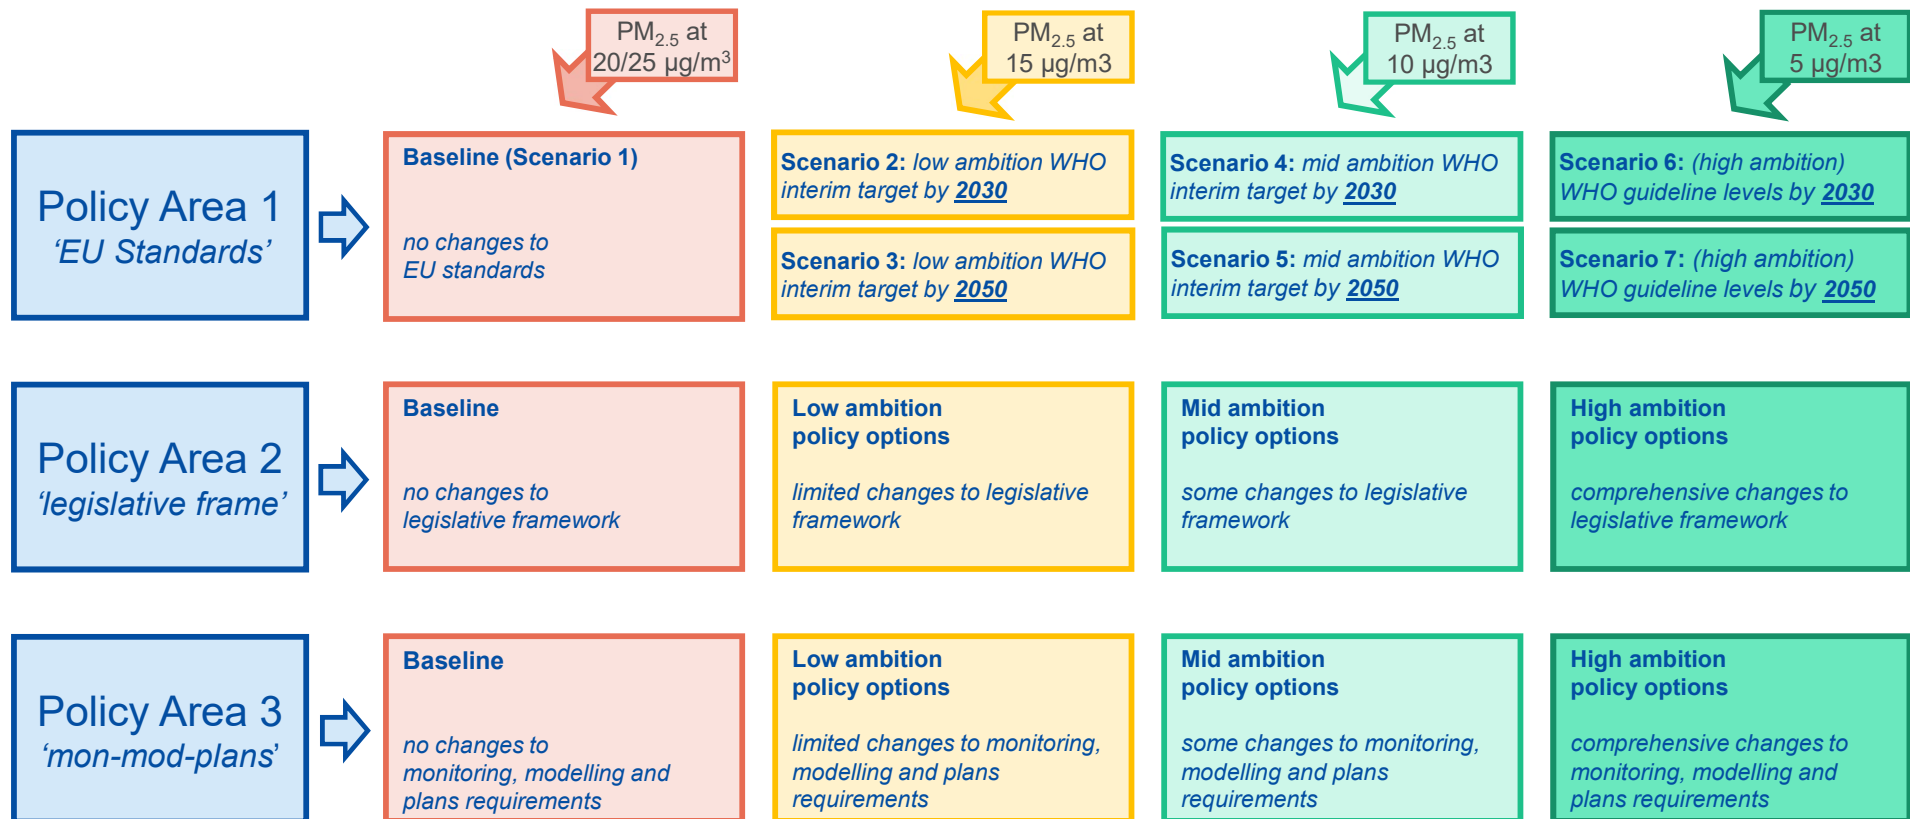 PM2.5 at
20/25 µg/m³
PM2.5 at
15 µg/m3
PM2.5 at
10 µg/m3
PM2.5 at
5 µg/m3
Policy Area 1
‘EU Standards’
Baseline (Scenario 1)
no changes to
EU standards
Scenario 2: low ambition WHO
interim target by 2030
Scenario 3: low ambition WHO
interim target by 2050
Scenario 4: mid ambition WHO
interim target by 2030
Scenario 5: mid ambition WHO
interim target by 2050
Scenario 6: (high ambition)
WHO guideline levels by 2030
Scenario 7: (high ambition)
WHO guideline levels by 2050
Policy Area 2
‘legislative frame’
Baseline
no changes to
legislative framework
Low ambition
policy options
limited changes to legislative
framework
Mid ambition
policy options
some changes to legislative
framework
High ambition
policy options
comprehensive changes to
legislative framework
Policy Area 3
‘mon-mod-plans’
Baseline
no changes to
monitoring, modelling and
plans requirements
Low ambition
policy options
limited changes to monitoring,
modelling and plans
requirements
Mid ambition
policy options
some changes to monitoring,
modelling and plans
requirements
High ambition
policy options
comprehensive changes to
monitoring, modelling and
plans requirements